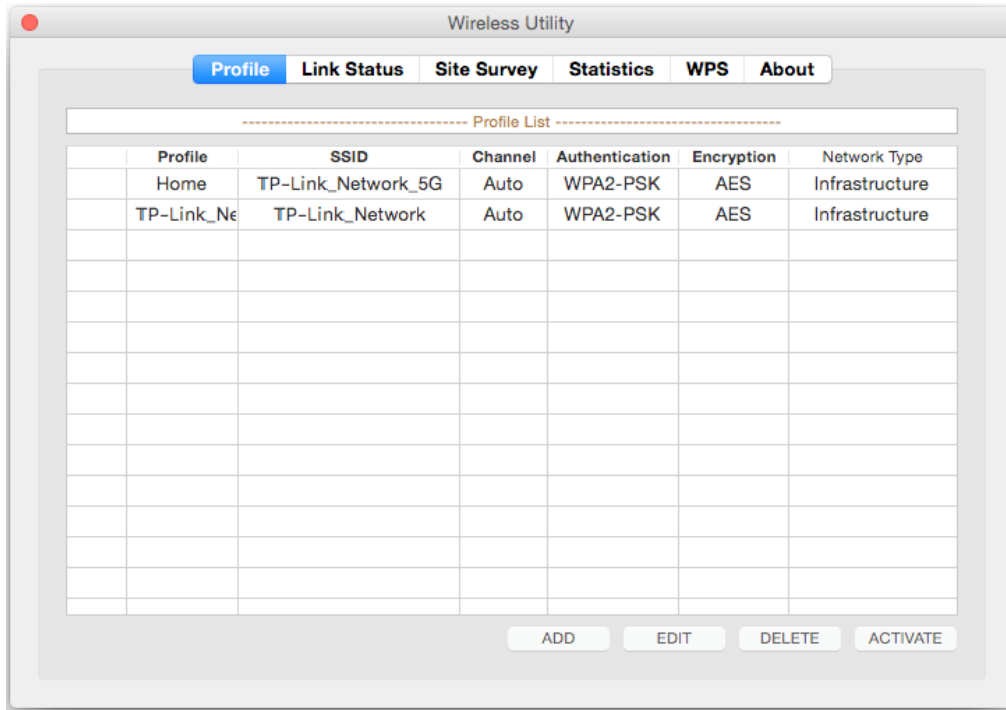 Wireless Utility
Profile Link Status Site Survey Statistics WPS About
---------------------------------- Profile List ----------------------------------
Profile SSID Channel Authentication Encryption Network Type
Home TP-Link_Network_5G Auto WPA2-PSK AES Infrastructure
TP-Link_Ne TP-Link_Network Auto WPA2-PSK AES Infrastructure
ADD EDIT DELETE ACTIVATE